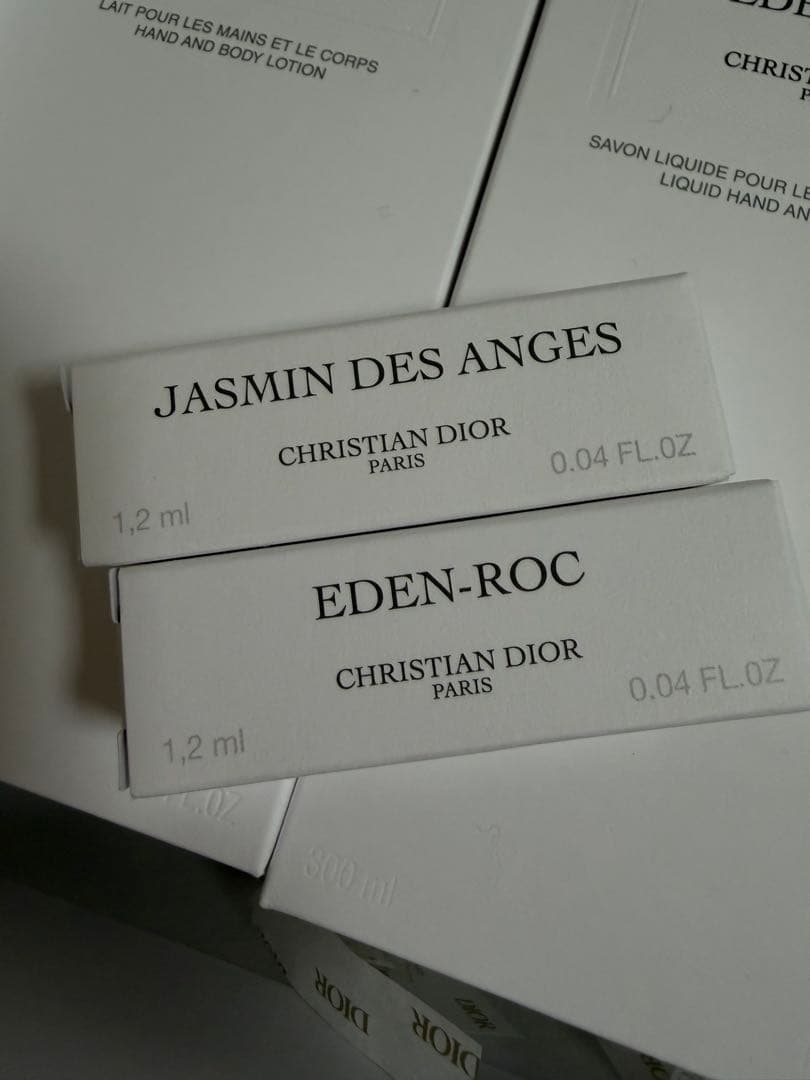 LAIT POUR LES MAINS ET LE CORPS
HAND AND BODY LOTION
CHRIST
SAVON LIQUIDE POUR LE
LIQUID HAND AN
JASMIN DES ANGES
CHRISTIAN DIOR
PARIS
1,2 ml
0.04 FL.OZ
EDEN-ROC
CHRISTIAN DIOR
PARIS
1,2 ml
0.04 FL.OZ
FL.OZ
300 ml
DIOR
DIOR